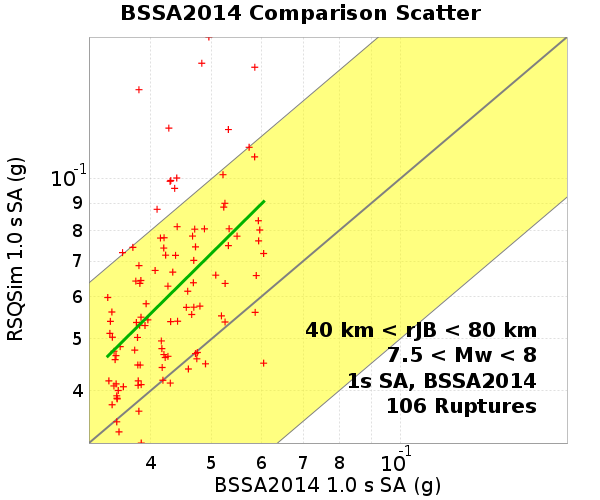 BSSA2014 Comparison Scatter
RSQSim 1.0 s SA (g)
10-1
9
8
7
6
5
4
40 km < rJB < 80 km
7.5 < Mw < 8
1s SA, BSSA2014
106 Ruptures
4 5 6 7 8 10-1
BSSA2014 1.0 s SA (g)